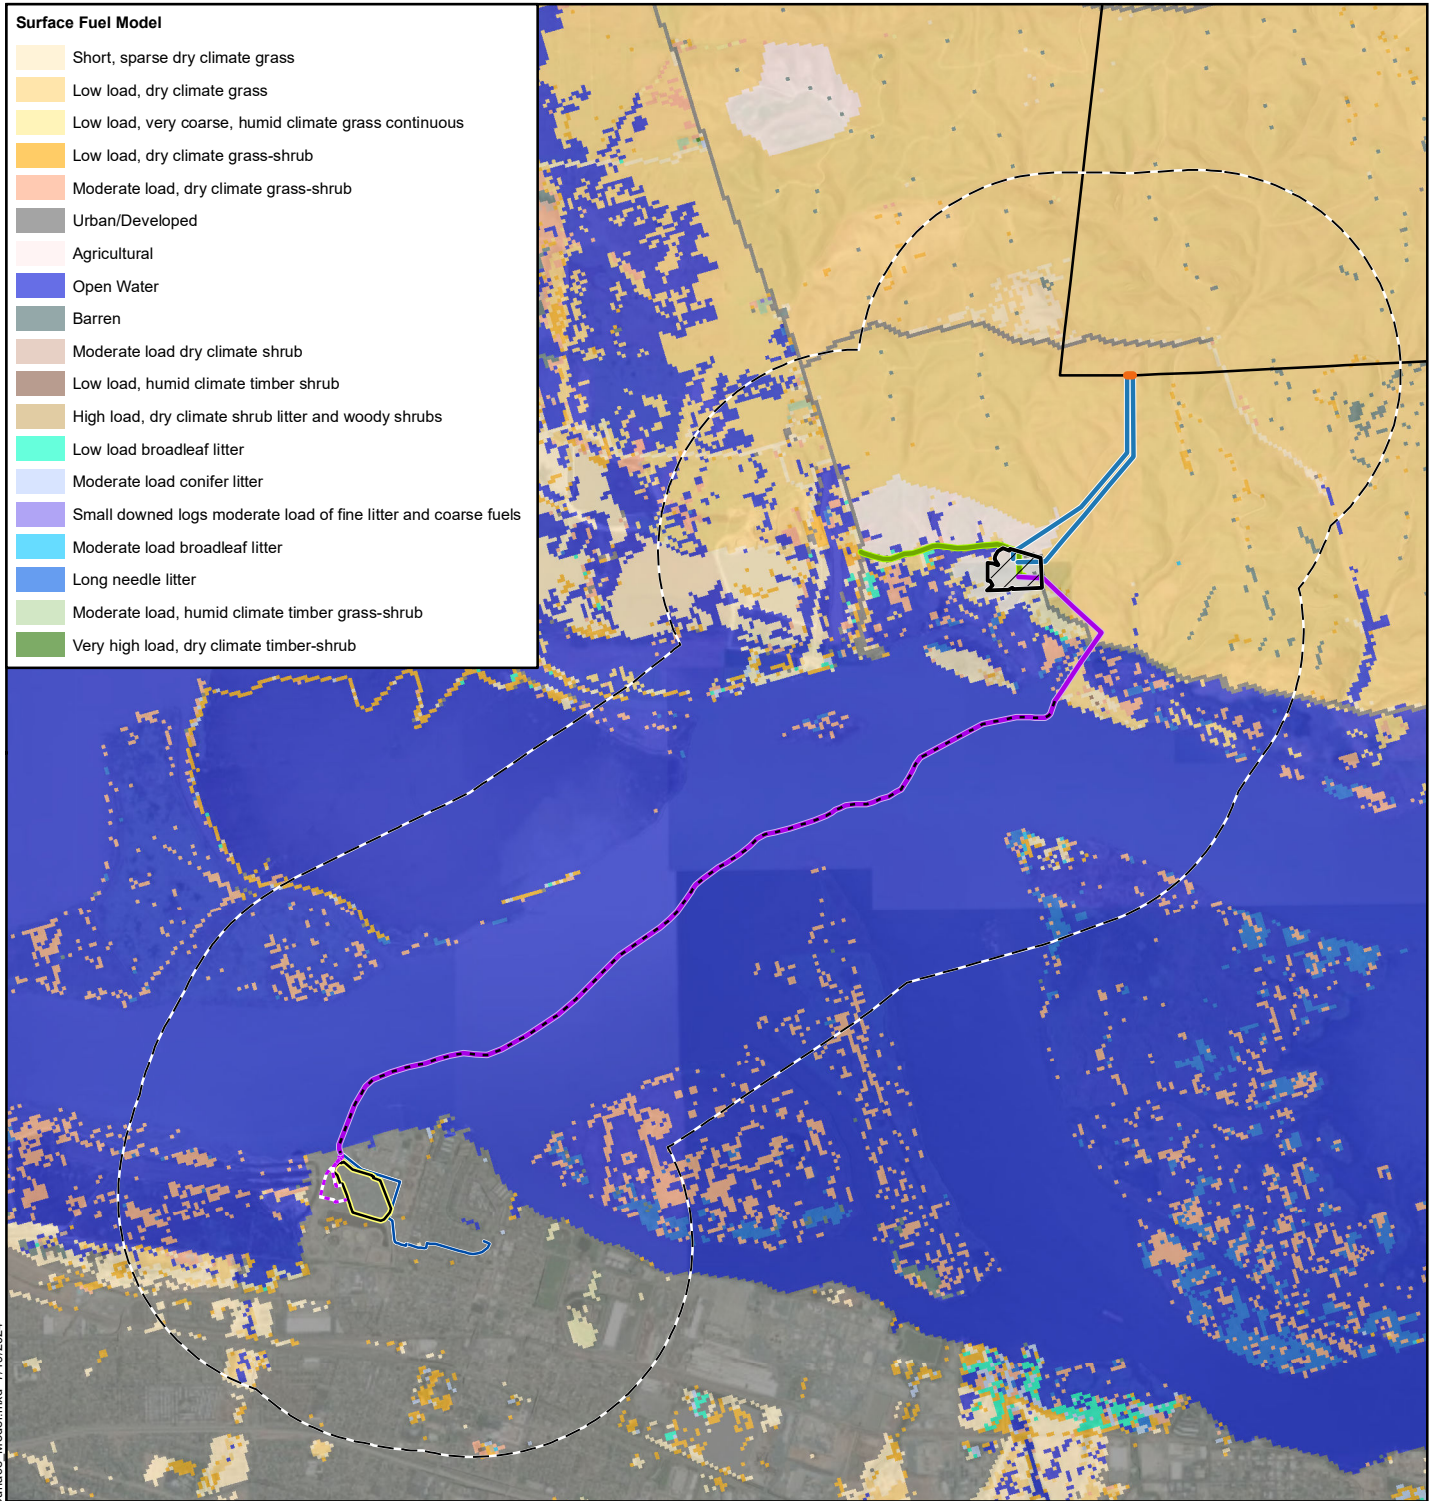 Surface Fuel Model
Short, sparse dry climate grass
Low load, dry climate grass
Low load, very coarse, humid climate grass continuous
Low load, dry climate grass-shrub
Moderate load, dry climate grass-shrub
Urban/Developed
Agricultural
Open Water
Barren
Moderate load dry climate shrub
Low load, humid climate timber shrub
High load, dry climate shrub litter and woody shrubs
Low load broadleaf litter
Moderate load conifer litter
Small downed logs moderate load of fine litter and coarse fuels
Moderate load broadleaf litter
Long needle litter
Moderate load, humid climate timber grass-shrub
Very high load, dry climate timber-shrub